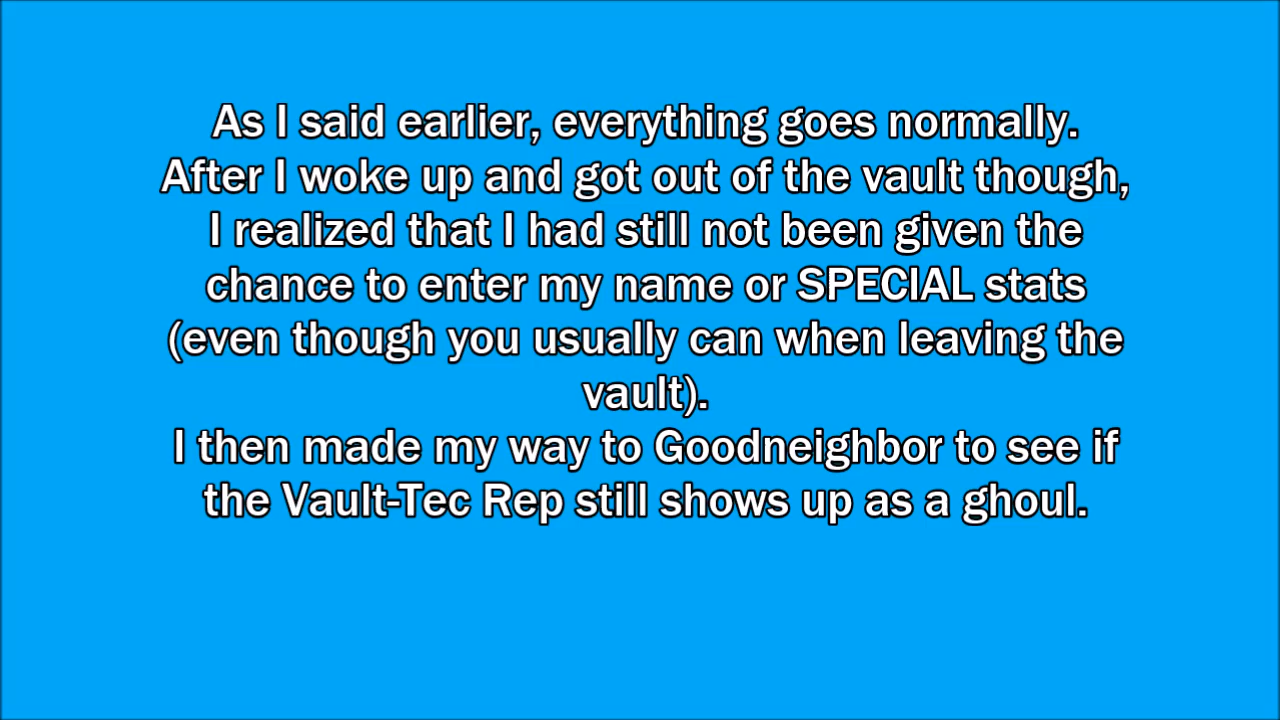 As I said earlier, everything goes normally.
After I woke up and got out of the vault though,
I realized that I had still not been given the
chance to enter my name or SPECIAL stats
(even though you usually can when leaving the
vault).
I then made my way to Goodneighbor to see if
the Vault-Tec Rep still shows up as a ghoul.